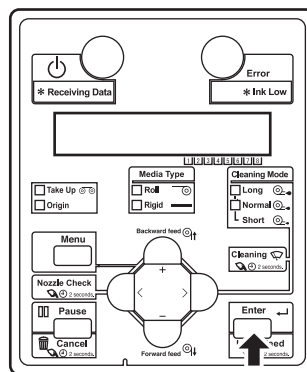 Error
* Receiving Data
* Ink Low
1 2 3 4 5 6 7 8
Media Type
Cleaning Mode
Take Up
Origin
Roll
Rigid
Long
Normal
Short
Menu
Backward feed
Cleaning
2 seconds.
Nozzle Check
2 seconds.
+
< >
−
Pause
Enter
Cancel
2 seconds.
Forward feed
2 seconds.